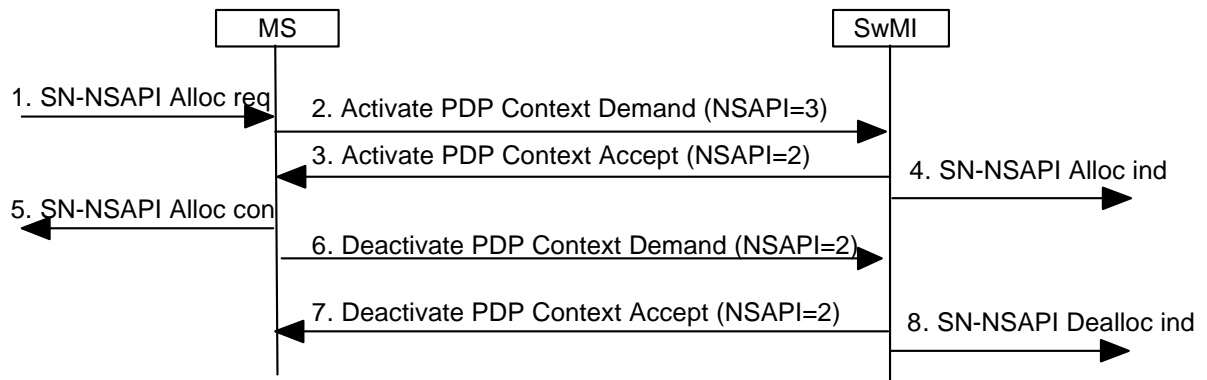 MS
SwMI
1. SN-NSAPI Alloc req
2. Activate PDP Context Demand (NSAPI=3)
3. Activate PDP Context Accept (NSAPI=2)
4. SN-NSAPI Alloc ind
5. SN-NSAPI Alloc con
6. Deactivate PDP Context Demand (NSAPI=2)
7. Deactivate PDP Context Accept (NSAPI=2)
8. SN-NSAPI Dealloc ind